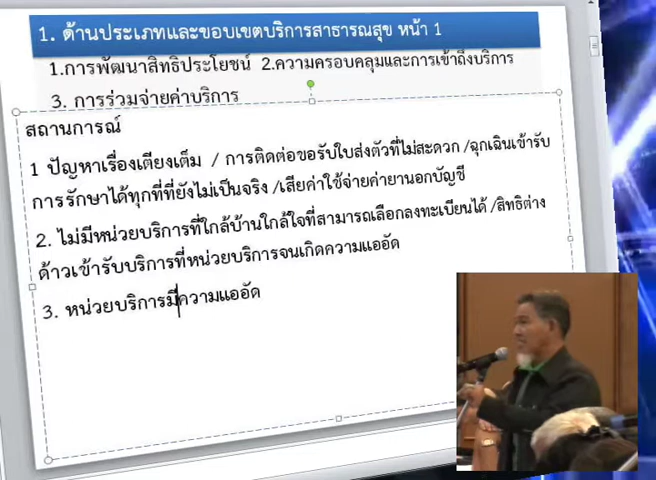 1. ด้านประเภทและขอบเขตบริการสาธารณสุข หน้า 1
1.การพัฒนาสิทธิประโยชน์ 2.ความครอบคลุมและการเข้าถึงบริการ
3. การร่วมจ่ายค่าบริการ
สถานการณ์
1 ปัญหาเรื่องเตียงเต็ม / การติดต่อขอรับใบส่งตัวที่ไม่สะดวก /ฉุกเฉินเข้ารับ
การรักษาได้ทุกที่ที่ยังไม่เป็นจริง /เสียค่าใช้จ่ายค่ายานอกบัญชี
2. ไม่มีหน่วยบริการที่ใกล้บ้านใกล้ใจที่สามารถเลือกลงทะเบียนได้ /สิทธิต่าง
ด้าวเข้ารับบริการที่หน่วยบริการจนเกิดความแออัด
3. หน่วยบริการมีความแออัด